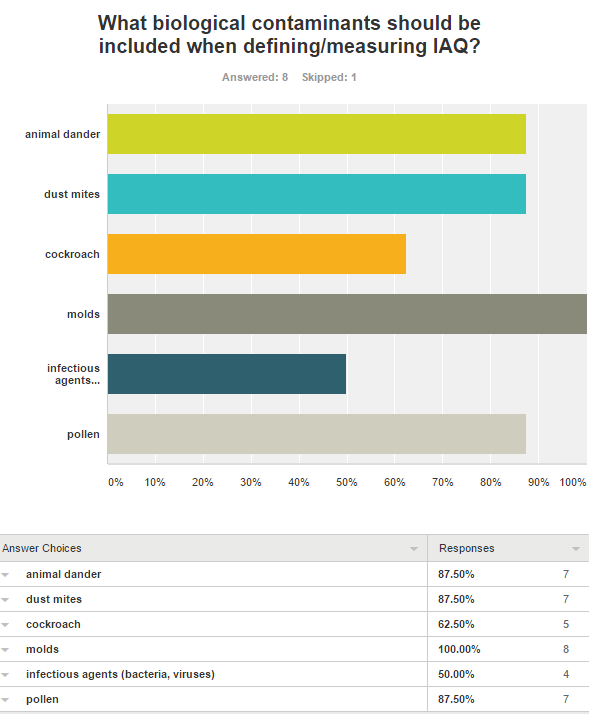 What biological contaminants should be
included when defining/measuring IAQ?
Answered: 8 Skipped: 1
animal dander
dust mites
cockroach
molds
infectious
agents...
pollen
0% 10% 20% 30% 40% 50% 60% 70% 80% 90% 100%
Answer Choices Responses
animal dander 87.50% 7
dust mites 87.50% 7
cockroach 62.50% 5
molds 100.00% 8
infectious agents (bacteria, viruses) 50.00% 4
pollen 87.50% 7